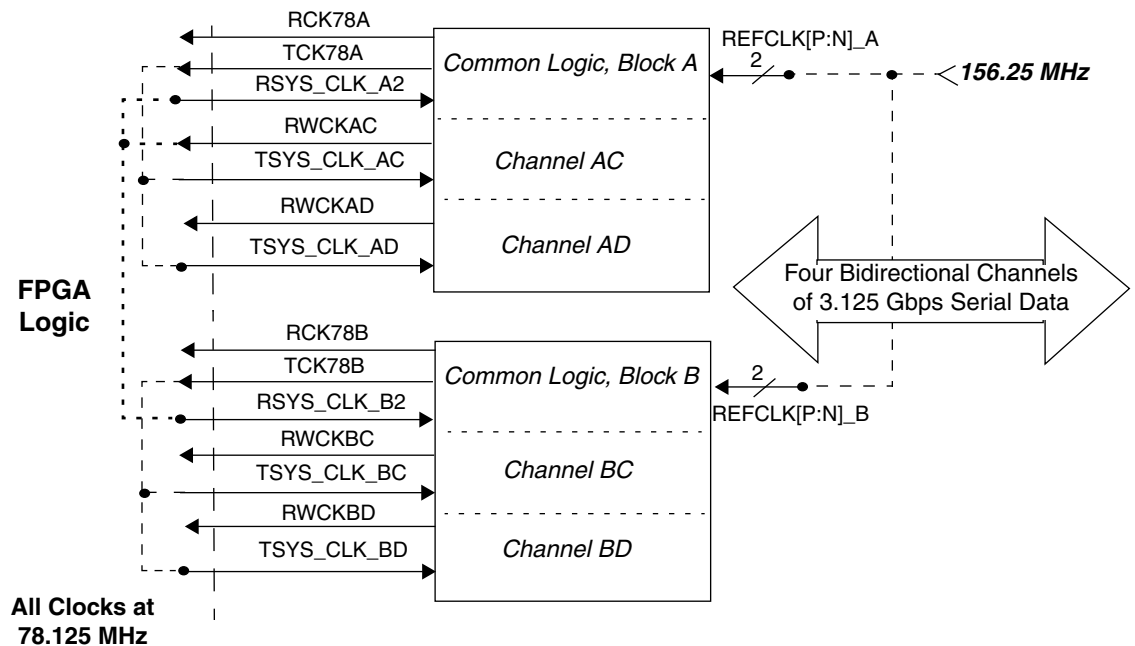 RCK78A
TCK78A
RSYS_CLK_A2
RWCKAC
TSYS_CLK_AC
RWCKAD
TSYS_CLK_AD
Common Logic, Block A
Channel AC
Channel AD
REFCLK[P:N]_A
2
156.25 MHz
Four Bidirectional Channels
of 3.125 Gbps Serial Data
FPGA
Logic
RCK78B
TCK78B
RSYS_CLK_B2
RWCKBC
TSYS_CLK_BC
RWCKBD
TSYS_CLK_BD
Common Logic, Block B
Channel BC
Channel BD
2
REFCLK[P:N]_B
All Clocks at
78.125 MHz